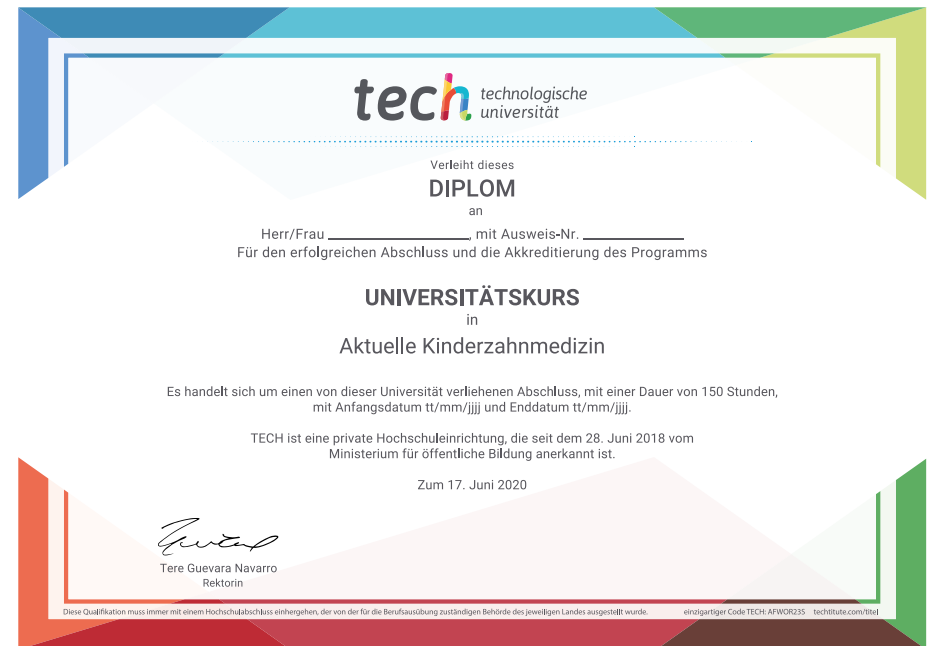 tech technologische
universität
Verleiht dieses
DIPLOM
an
Herr/Frau ____________________, mit Ausweis-Nr. ______________
Für den erfolgreichen Abschluss und die Akkreditierung des Programms
UNIVERSITÄTSKURS
in
Aktuelle Kinderzahnmedizin
Es handelt sich um einen von dieser Universität verliehenen Abschluss, mit einer Dauer von 150 Stunden,
mit Anfangsdatum tt/mm/jjjj und Enddatum tt/mm/jjjj.
TECH ist eine private Hochschuleinrichtung, die seit dem 28. Juni 2018 vom
Ministerium für öffentliche Bildung anerkannt ist.
Zum 17. Juni 2020
Tere Guevara Navarro
Rektorin
Diese Qualifikation muss immer mit einem Hochschulabschluss einhergehen, der von der für die Berufsausübung zuständigen Behörde des jeweiligen Landes ausgestellt wurde. einzigartiger Code TECH: AFWOR23S techtitute.com/titel